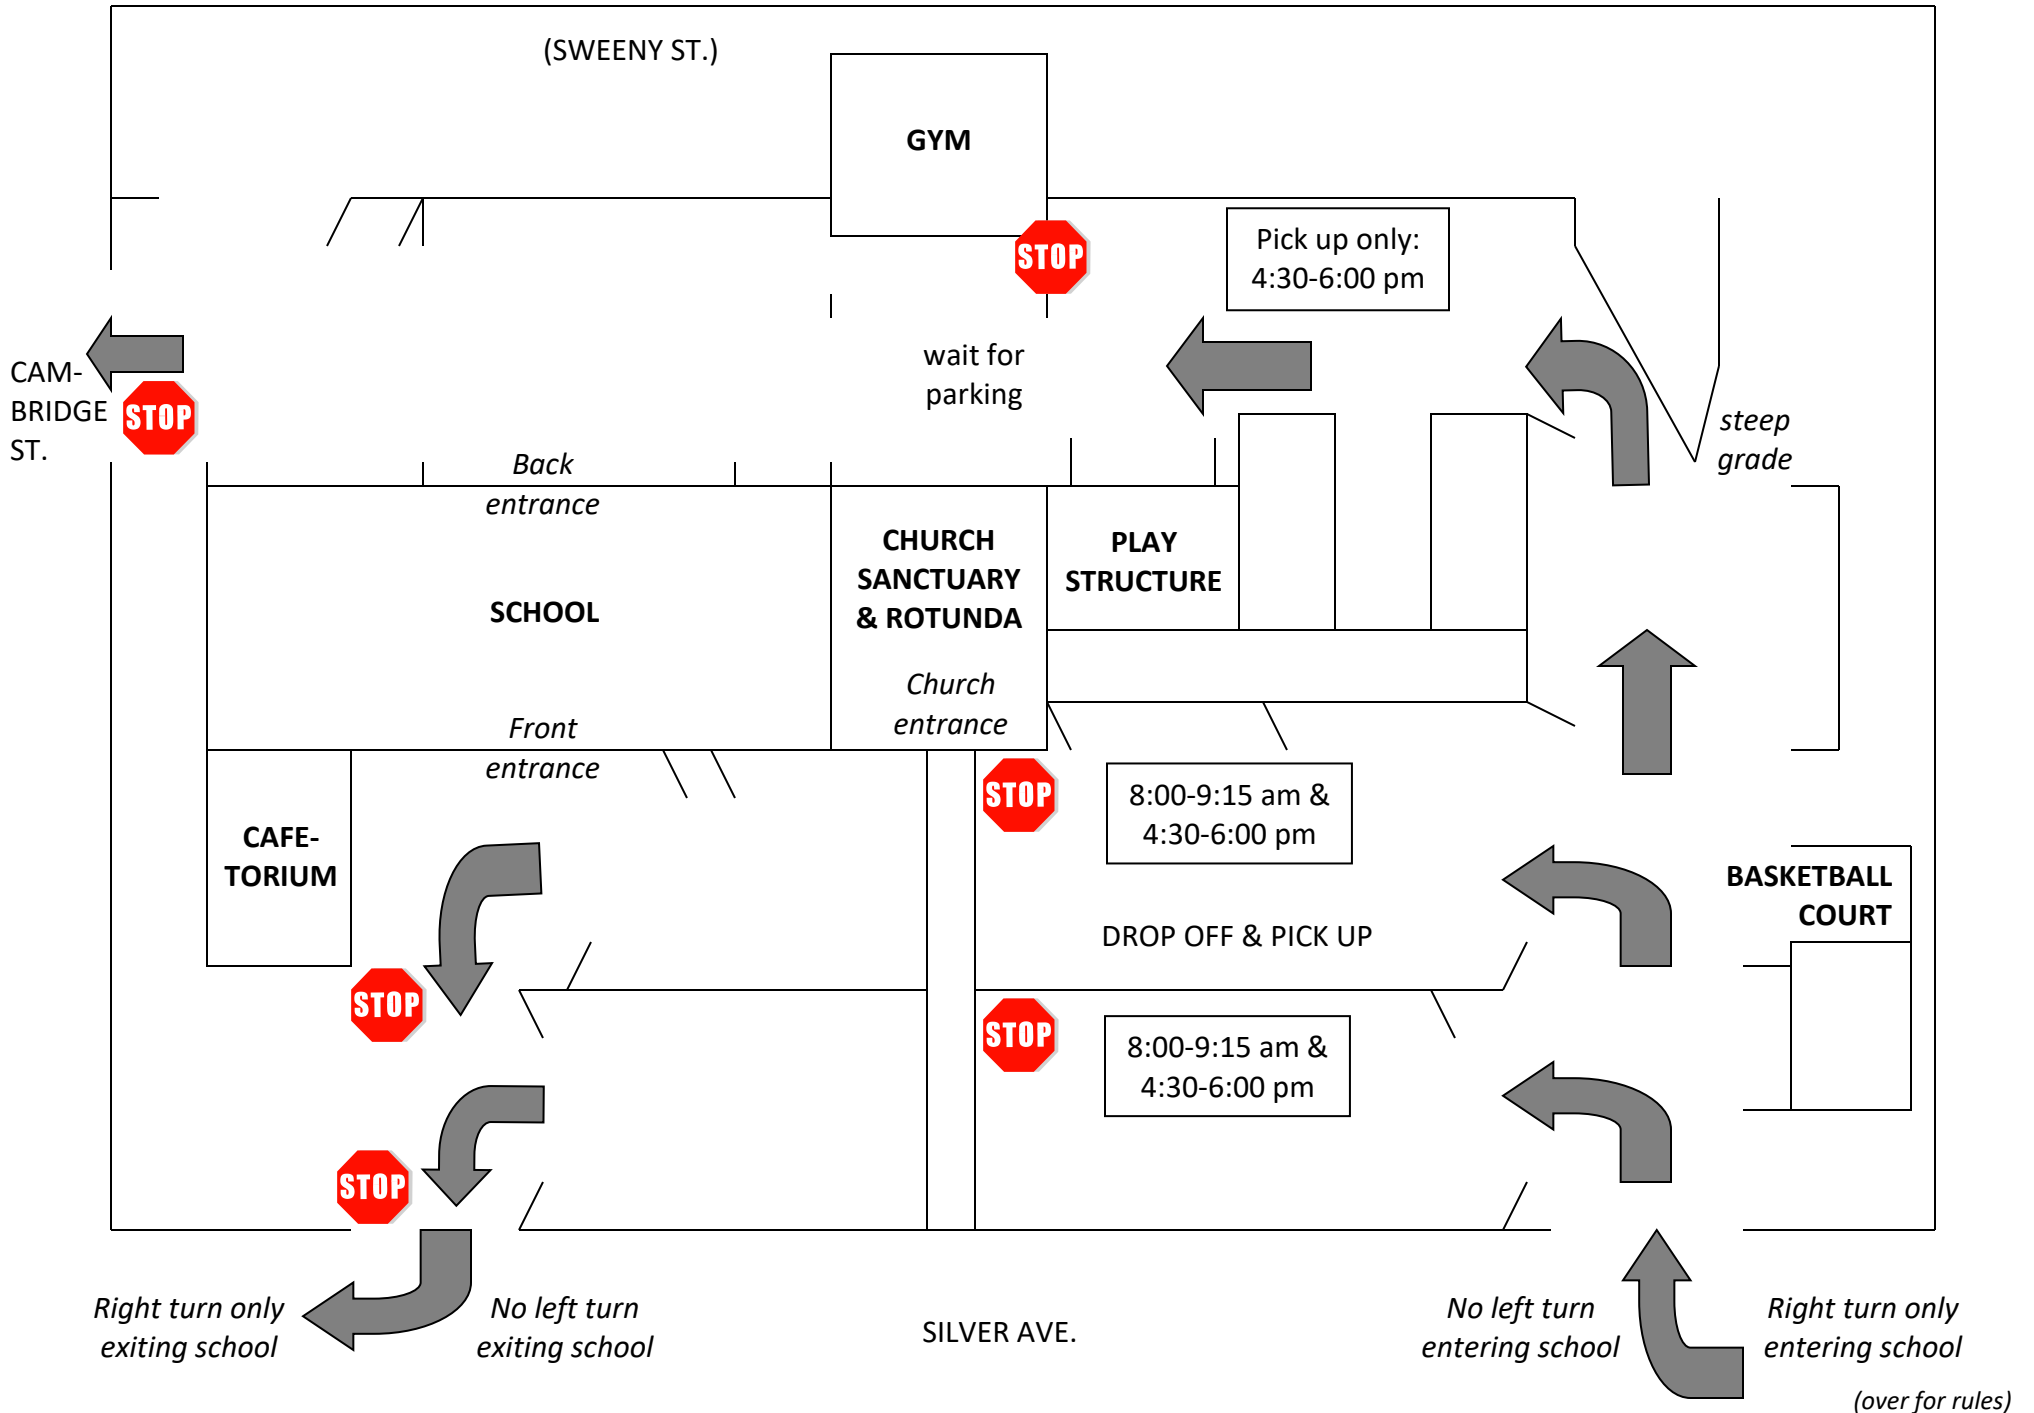 (SWEENY ST.)
GYM
STOP
Pick up only:
4:30-6:00 pm
CAM-
BRIDGE
ST.
STOP
wait for
parking
steep
grade
Back
entrance
SCHOOL
CHURCH
SANCTUARY
& ROTUNDA
PLAY
STRUCTURE
Church
entrance
Front
entrance
STOP
8:00-9:15 am &
4:30-6:00 pm
CAFE-
TORIUM
BASKETBALL
COURT
DROP OFF & PICK UP
STOP
STOP
8:00-9:15 am &
4:30-6:00 pm
STOP
Right turn only
exiting school
No left turn
exiting school
SILVER AVE.
No left turn
entering school
Right turn only
entering school
(over for rules)